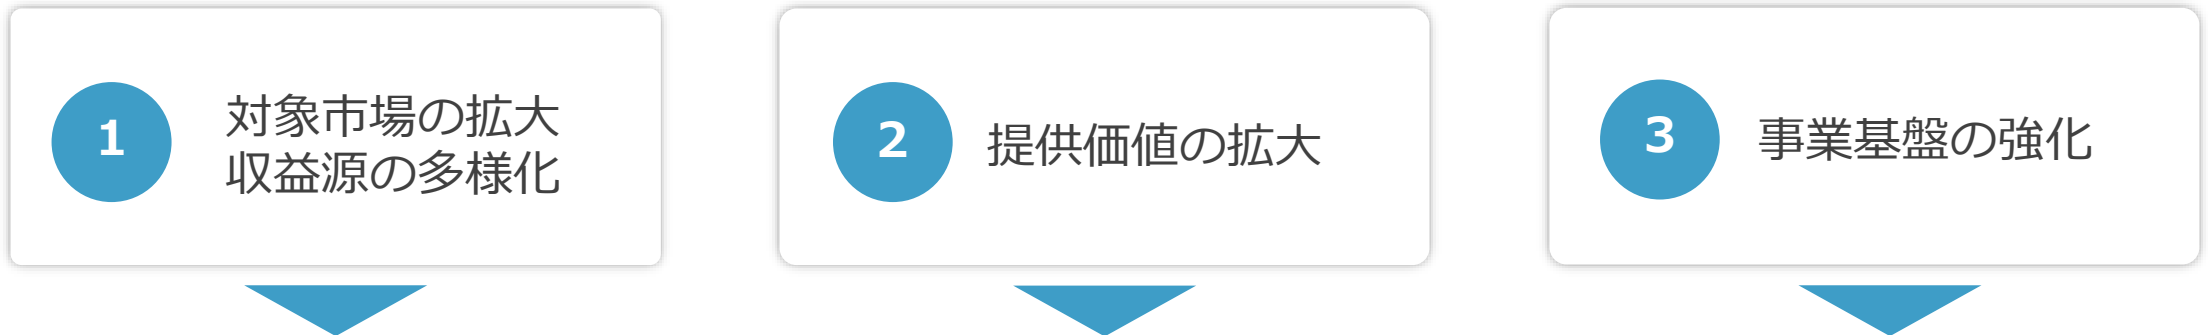 1
対象市場の拡大
収益源の多様化
2
提供価値の拡大
3
事業基盤の強化